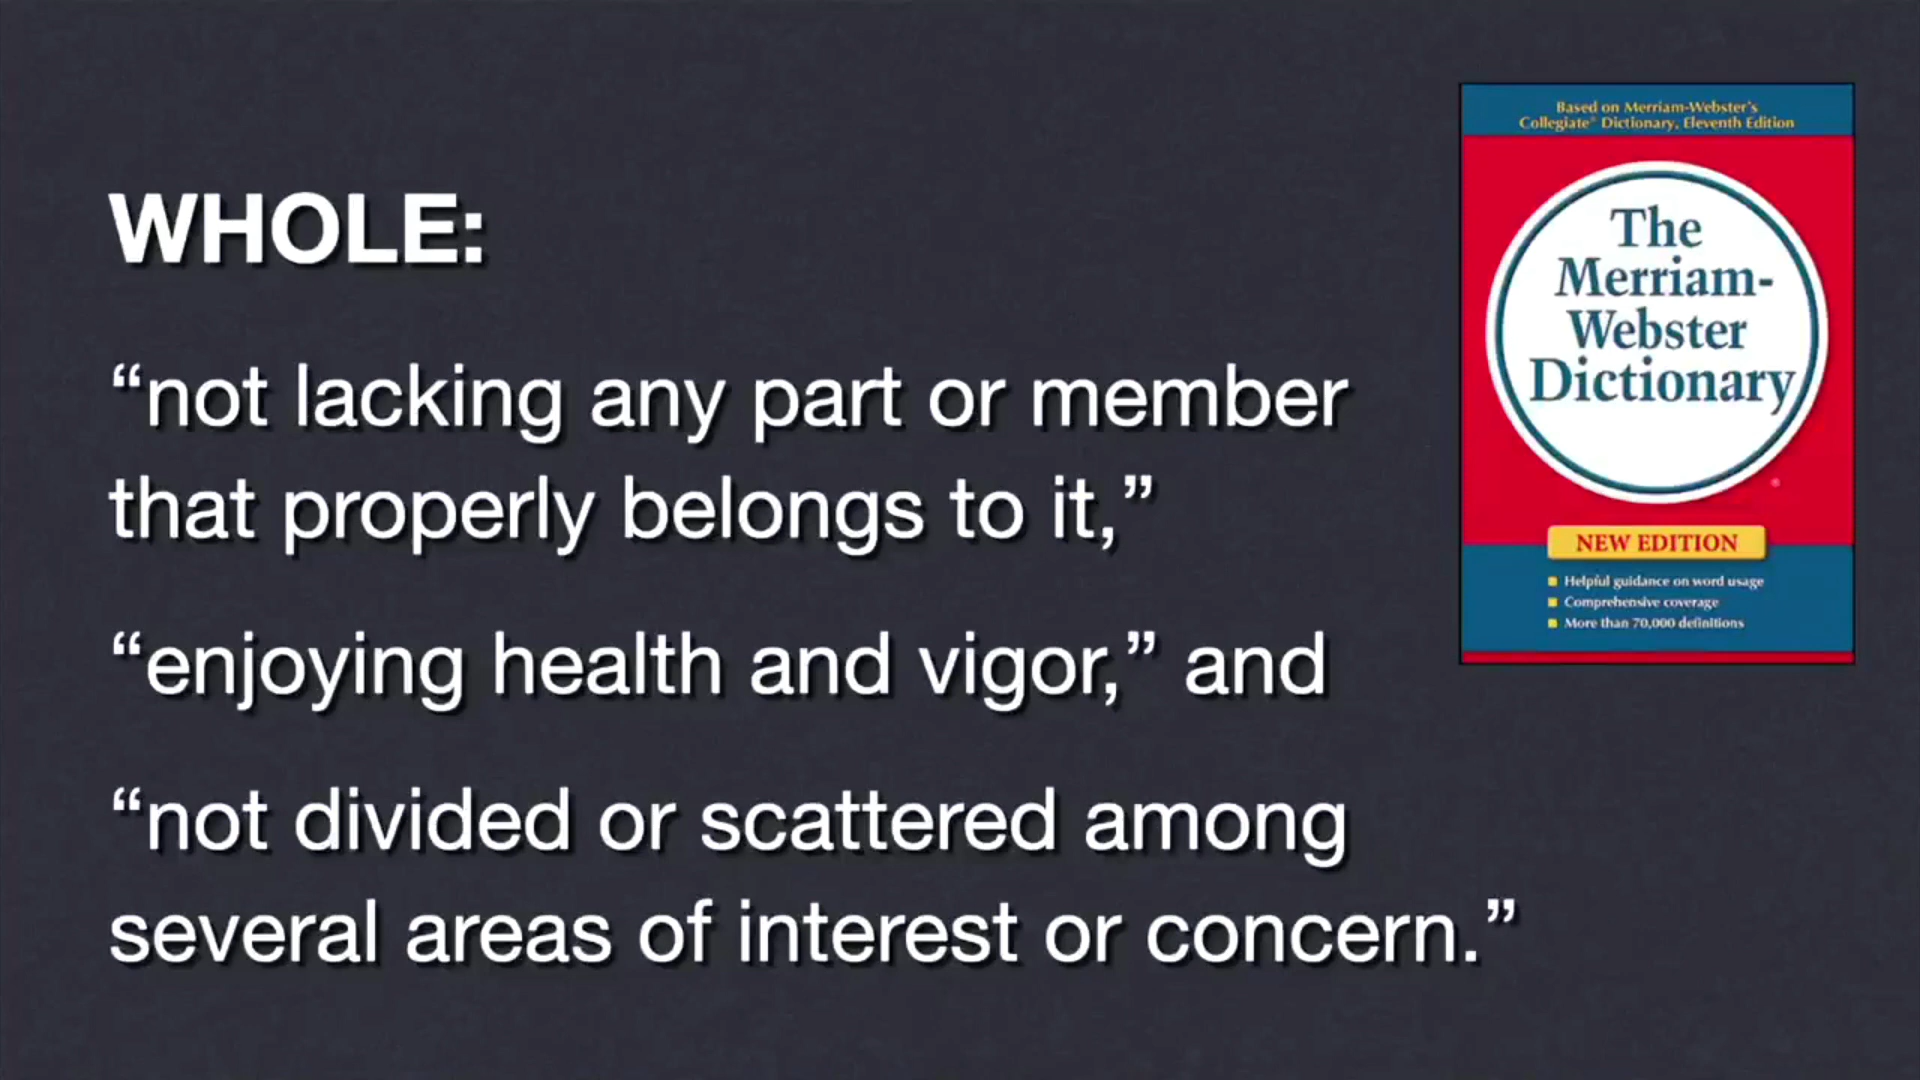 WHOLE:
“not lacking any part or member
that properly belongs to it,”
“enjoying health and vigor,” and
“not divided or scattered among
several areas of interest or concern.”
Based on Merriam-Webster's
Collegiate® Dictionary, Eleventh Edition
The
Merriam-
Webster
Dictionary
NEW EDITION
Helpful guidance on word usage
Comprehensive coverage
More than 70,000 definitions